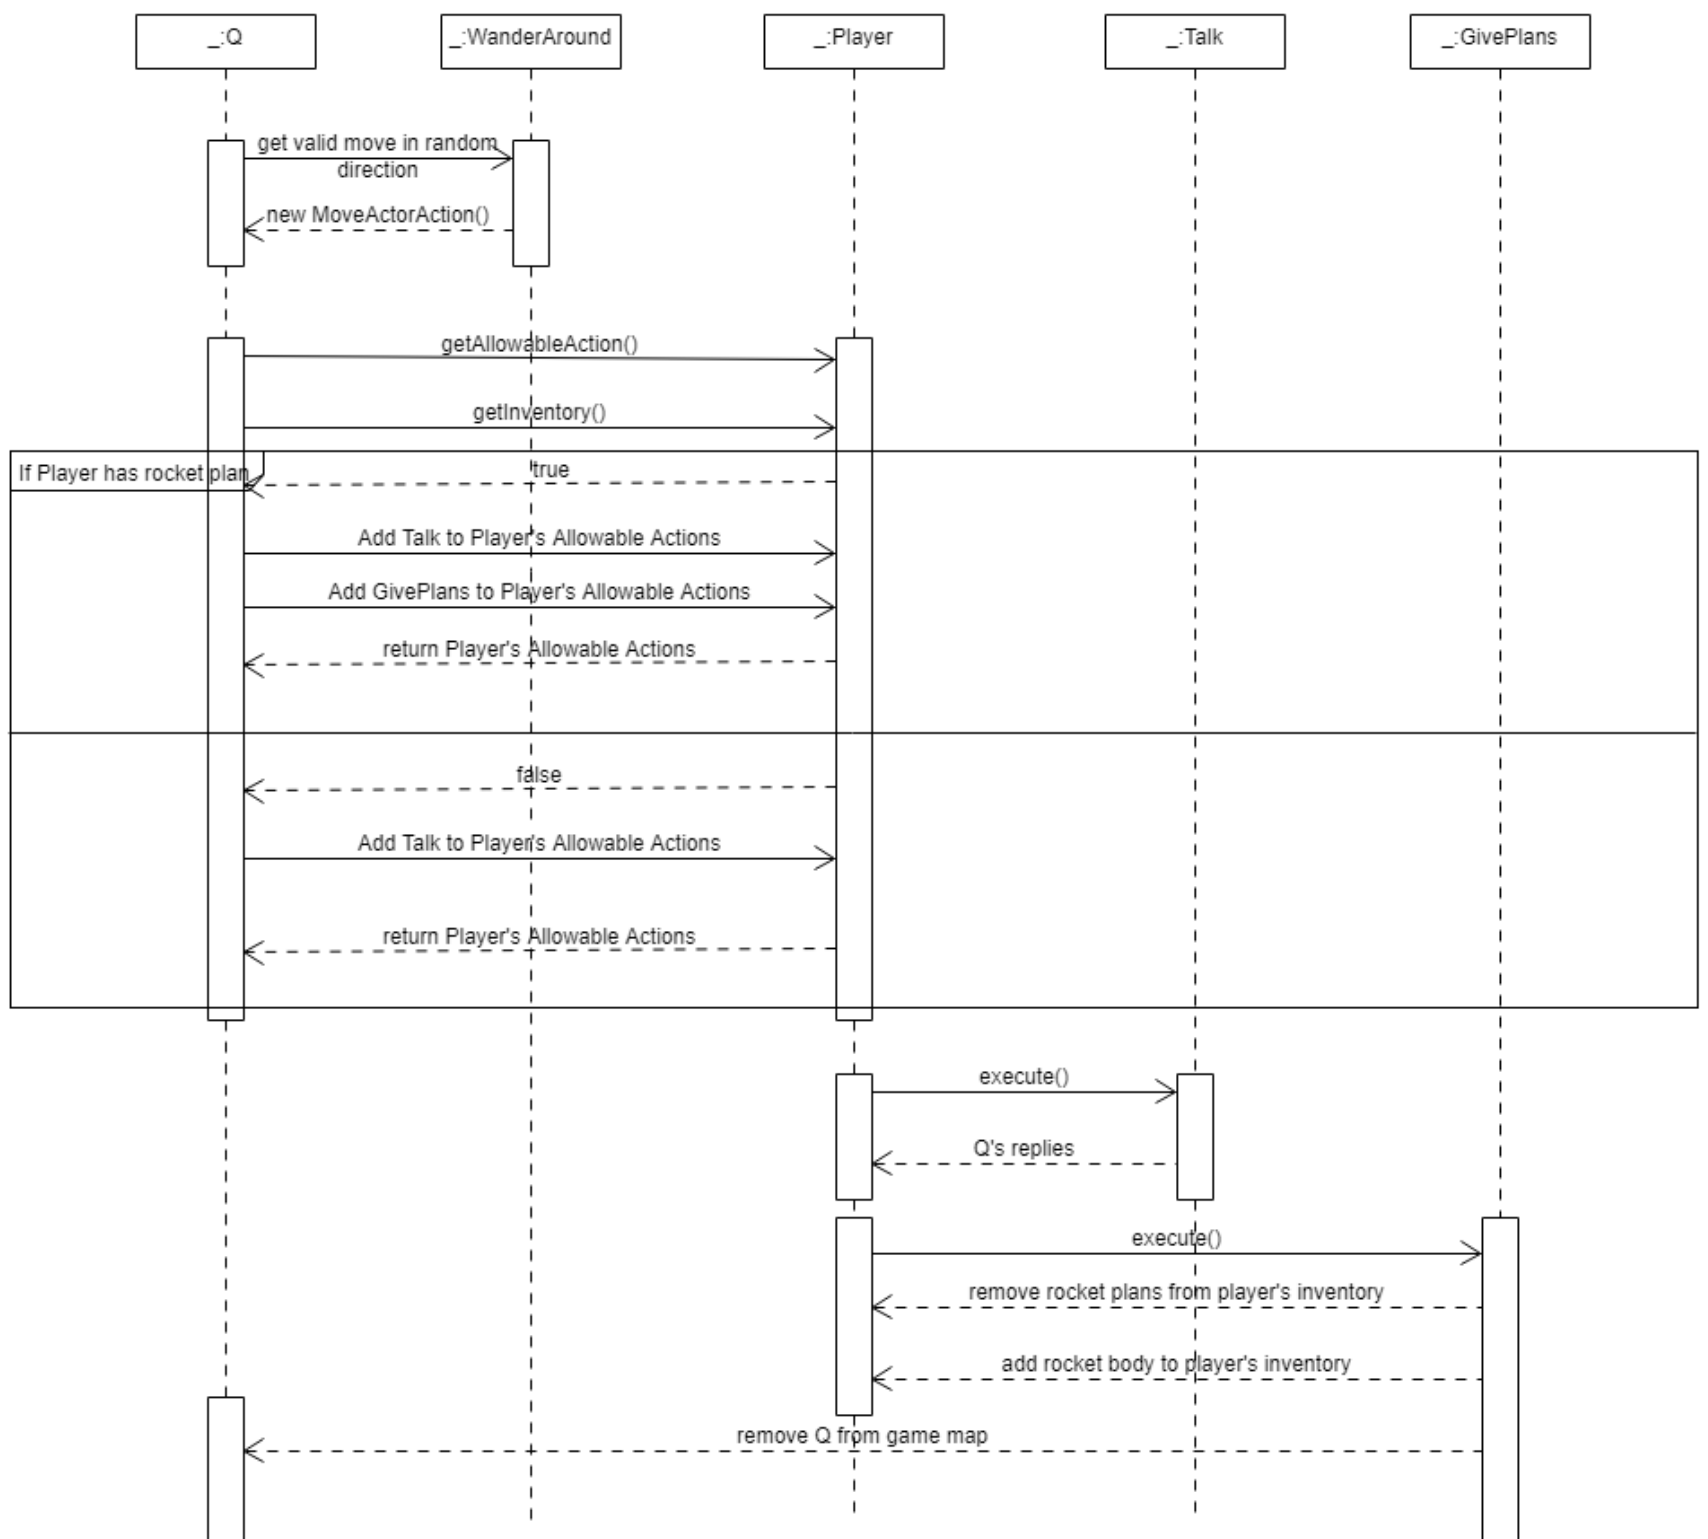 _:Q
_:WanderAround
_:Player
_:Talk
_:GivePlans
get valid move in random
direction
new MoveActorAction()
getAllowableAction()
getInventory()
If Player has rocket plan
true
Add Talk to Player's Allowable Actions
Add GivePlans to Player's Allowable Actions
return Player's Allowable Actions
false
Add Talk to Player's Allowable Actions
return Player's Allowable Actions
execute()
Q's replies
execute()
remove rocket plans from player's inventory
add rocket body to player's inventory
remove Q from game map